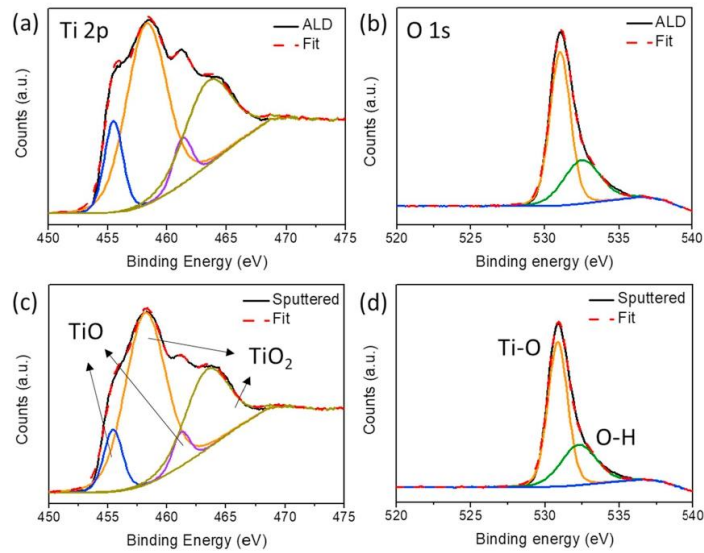 (a) Ti 2p
ALD
Fit
Counts (a.u.)
450 455 460 465 470 475
Binding Energy (eV)
(b) O 1s
ALD
Fit
Counts (a.u.)
520 525 530 535 540
Binding energy (eV)
(c)
Sputtered
Fit
TiO
TiO2
Counts (a.u.)
450 455 460 465 470 475
Binding Energy (eV)
(d)
Sputtered
Fit
Ti-O
O-H
Counts (a.u.)
520 525 530 535 540
Binding energy (eV)